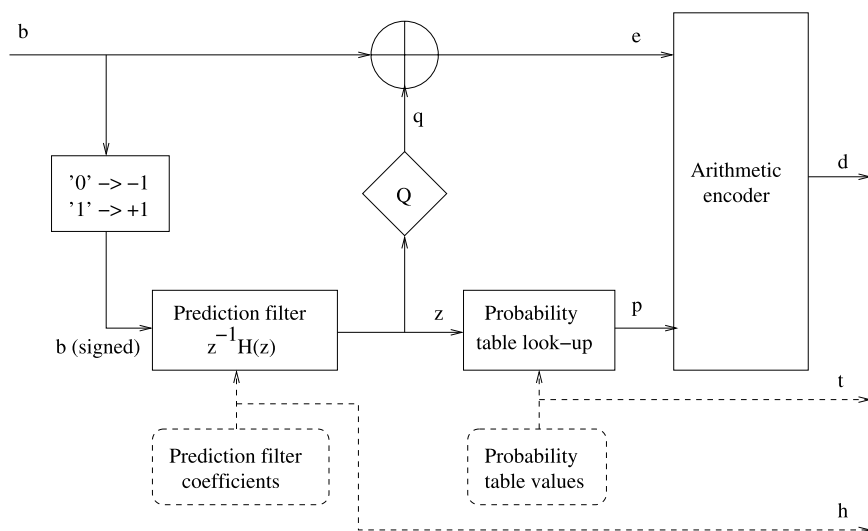 b
e
q
'0' −> −1
'1' −> +1
Q
Arithmetic
encoder
d
b (signed)
Prediction filter
z−1H(z)
z
Probability
table look−up
p
t
Prediction filter
coefficients
Probability
table values
h